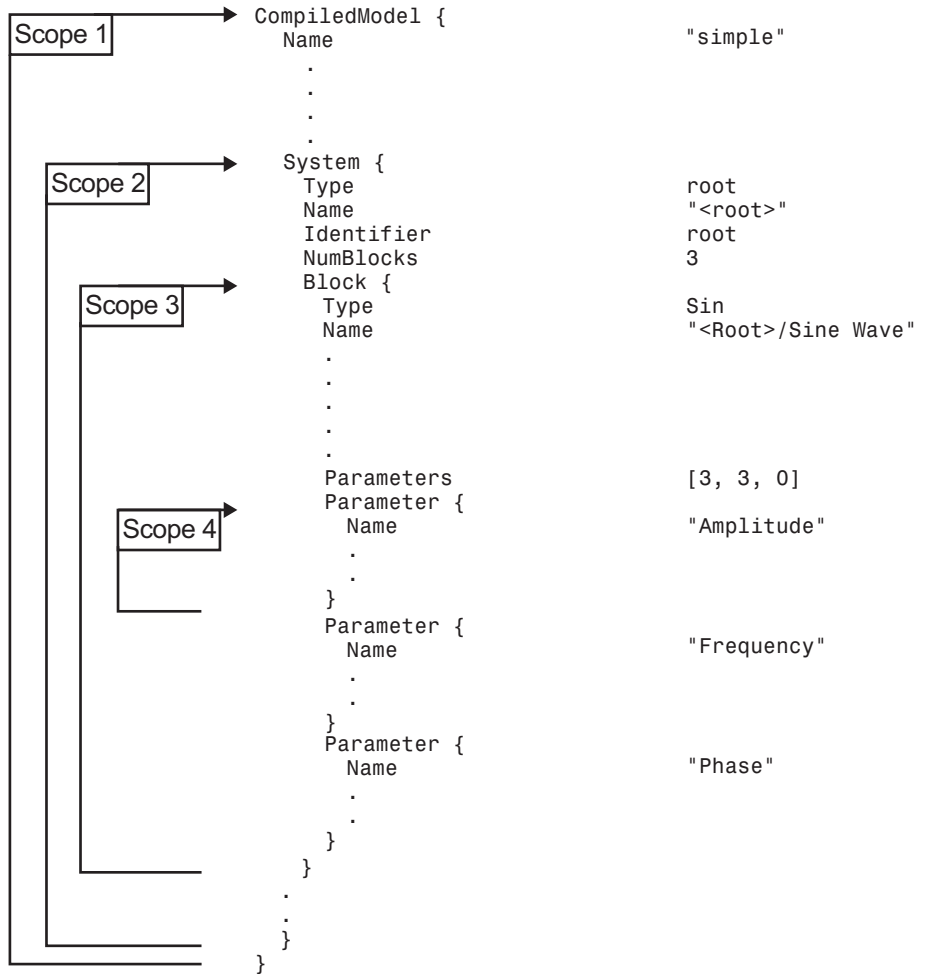 CompiledModel {
Scope 1
Name "simple"
.
.
.
.
System {
Scope 2
Type root
Name "<root>"
Identifier root
NumBlocks 3
Block {
Scope 3
Type Sin
Name "<Root>/Sine Wave"
.
.
.
.
.
Parameters [3, 3, 0]
Parameter {
Scope 4
Name "Amplitude"
.
.
}
Parameter {
Name "Frequency"
.
.
}
Parameter {
Name "Phase"
.
.
}
}
.
.
}
}